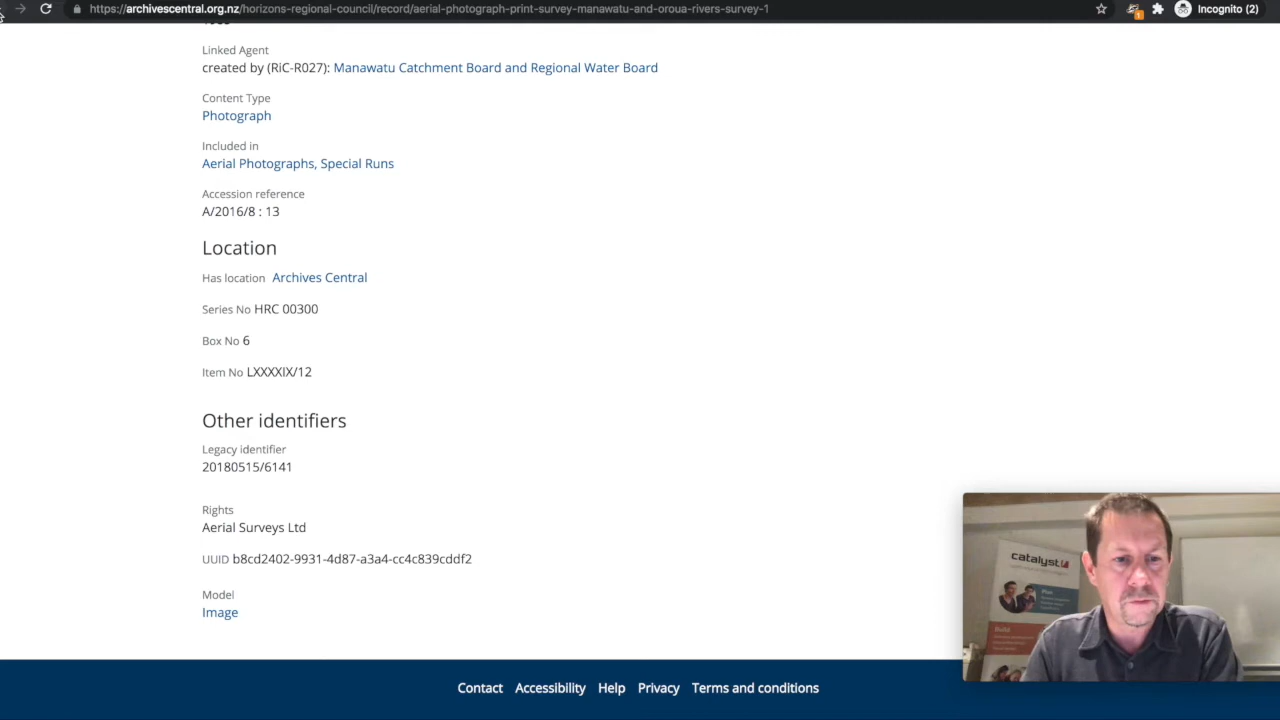 https://archivescentral.org.nz/horizons-regional-council/record/aerial-photograph-print-survey-manawatu-and-oroua-rivers-survey-1
Incognito (2)
1
Linked Agent
created by (RiC-R027): Manawatu Catchment Board and Regional Water Board
Content Type
Photograph
Included in
Aerial Photographs, Special Runs
Accession reference
A/2016/8 : 13
Location
Has location Archives Central
Series No HRC 00300
Box No 6
Item No LXXXXIX/12
Other identifiers
Legacy identifier
20180515/6141
Rights
Aerial Surveys Ltd
UUID b8cd2402-9931-4d87-a3a4-cc4c839cddf2
Model
Image
catalyst
Plan
Build
Contact Accessibility Help Privacy Terms and conditions